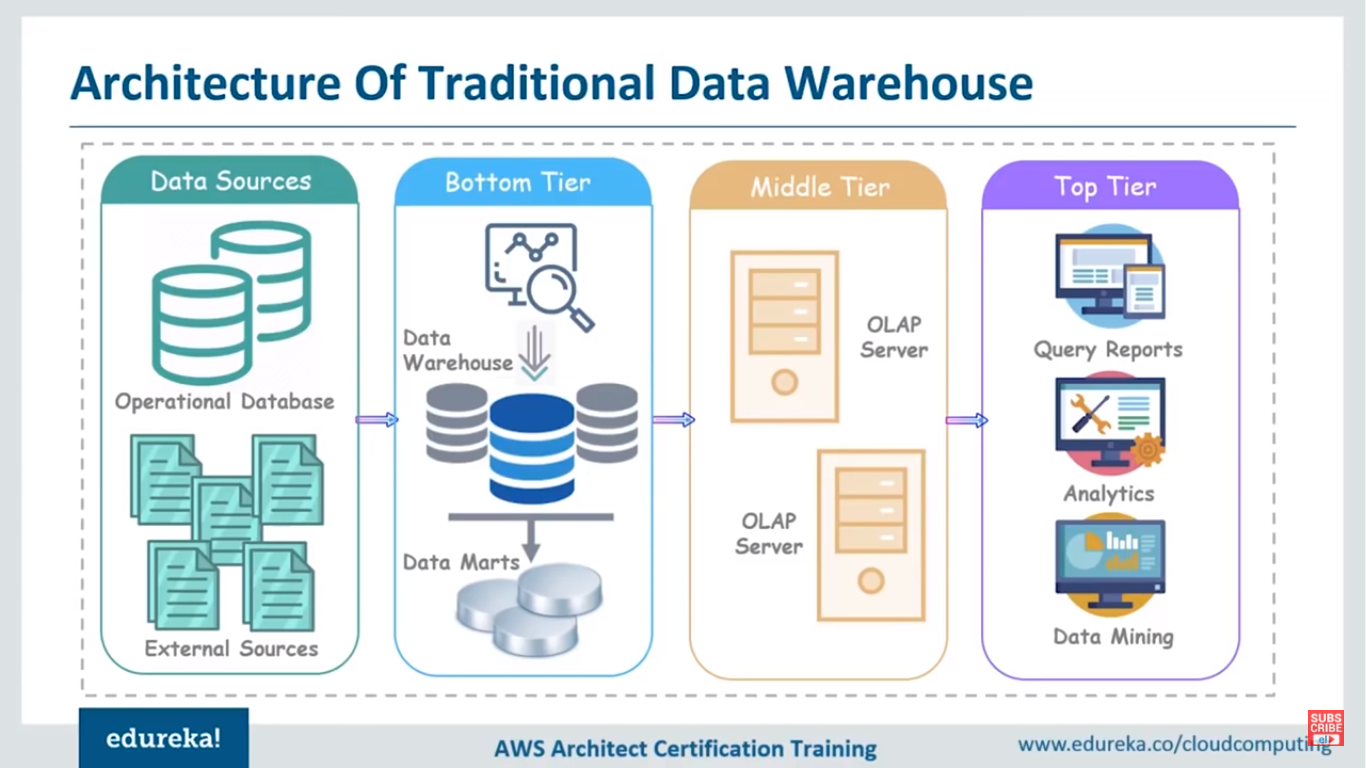 Architecture Of Traditional Data Warehouse
Data Sources
Operational Database
External Sources
Bottom Tier
Data
Warehouse
Data Marts
Middle Tier
OLAP
Server
OLAP
Server
Top Tier
Query Reports
Analytics
Data Mining
edureka!
AWS Architect Certification Training
www.edureka.co/cloudcomputing
SUBS
CRIBE